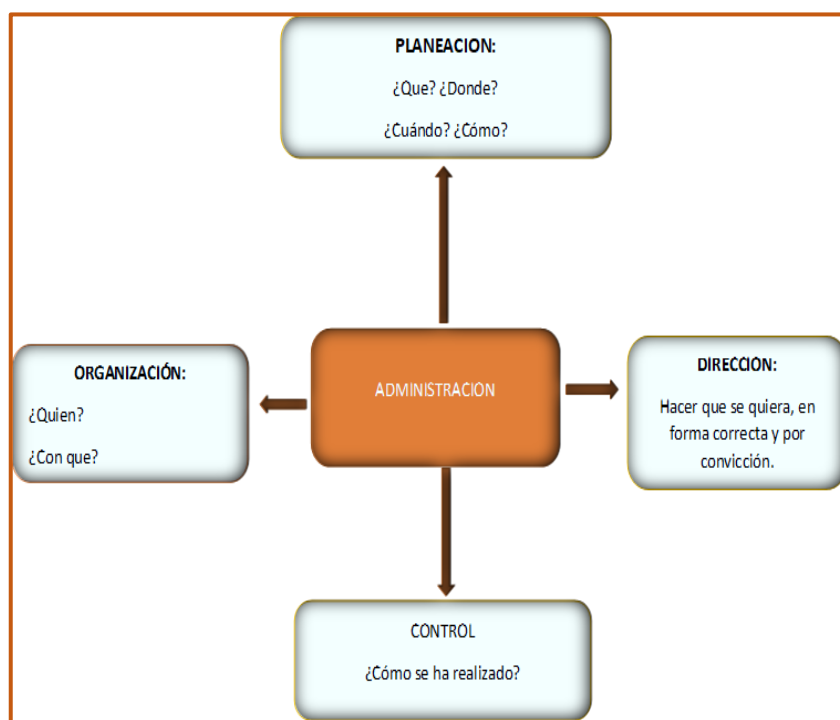 PLANEACION:
¿Que? ¿Donde?
¿Cuándo? ¿Cómo?
ORGANIZACIÓN:
¿Quien?
¿Con que?
ADMINISTRACION
DIRECCION:
Hacer que se quiera, en
forma correcta y por
convicción.
CONTROL
¿Cómo se ha realizado?